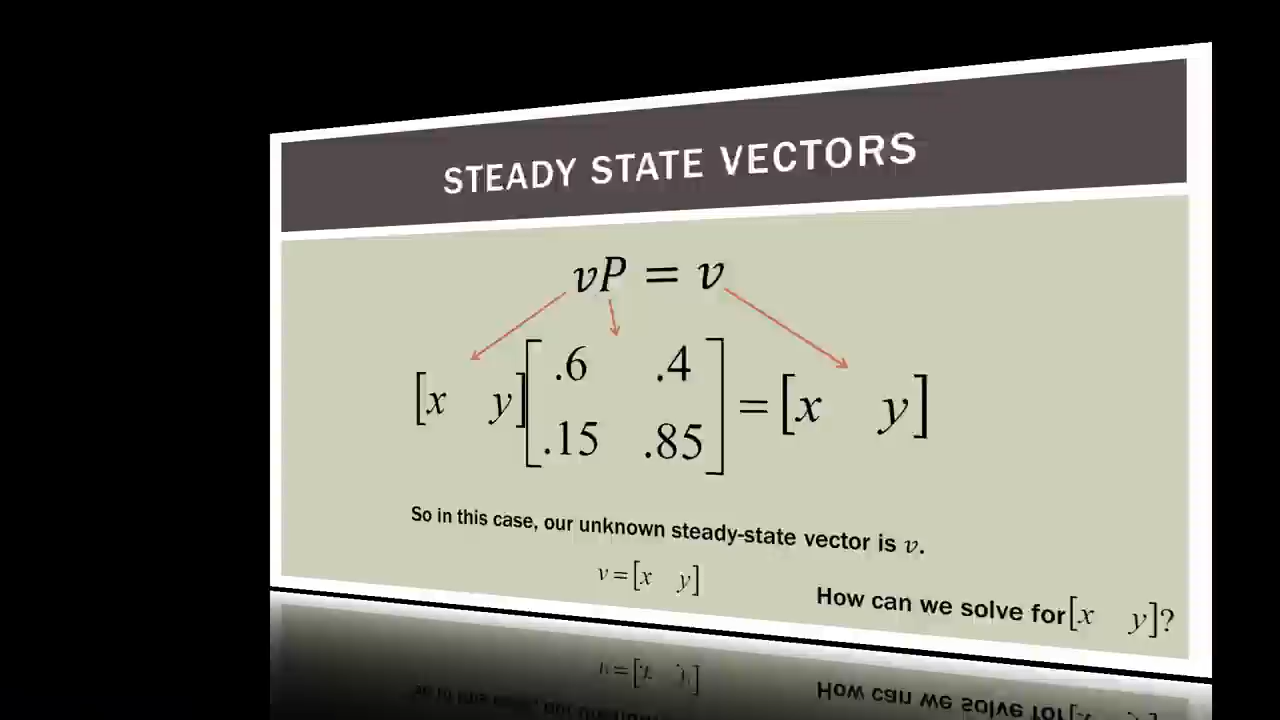 STEADY STATE VECTORS
vP = v
[x y][.6 .4
.15 .85] = [x y]
So in this case, our unknown steady-state vector is v.
v = [x y]
How can we solve for [x y]?